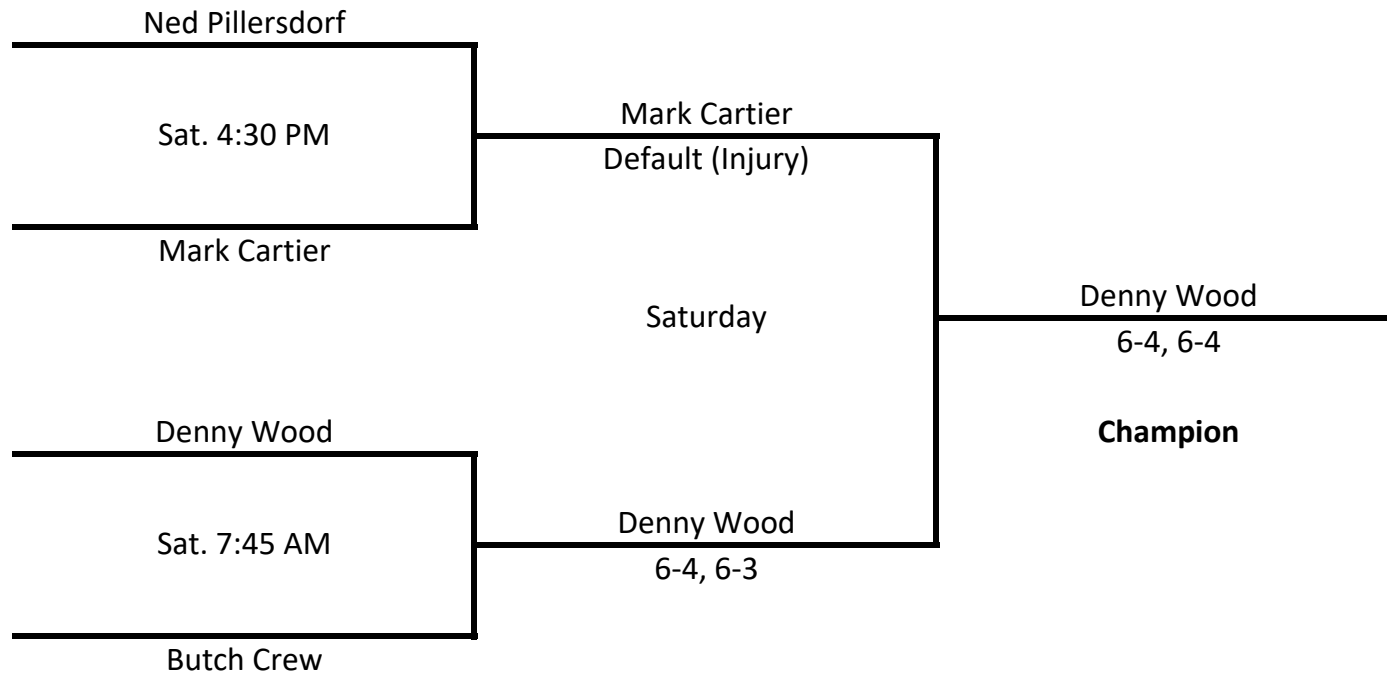 Ned Pillersdorf
Sat. 4:30 PM
Mark Cartier
Mark Cartier
Default (Injury)
Saturday
Denny Wood
6-4, 6-4
Champion
Denny Wood
Sat. 7:45 AM
Butch Crew
Denny Wood
6-4, 6-3